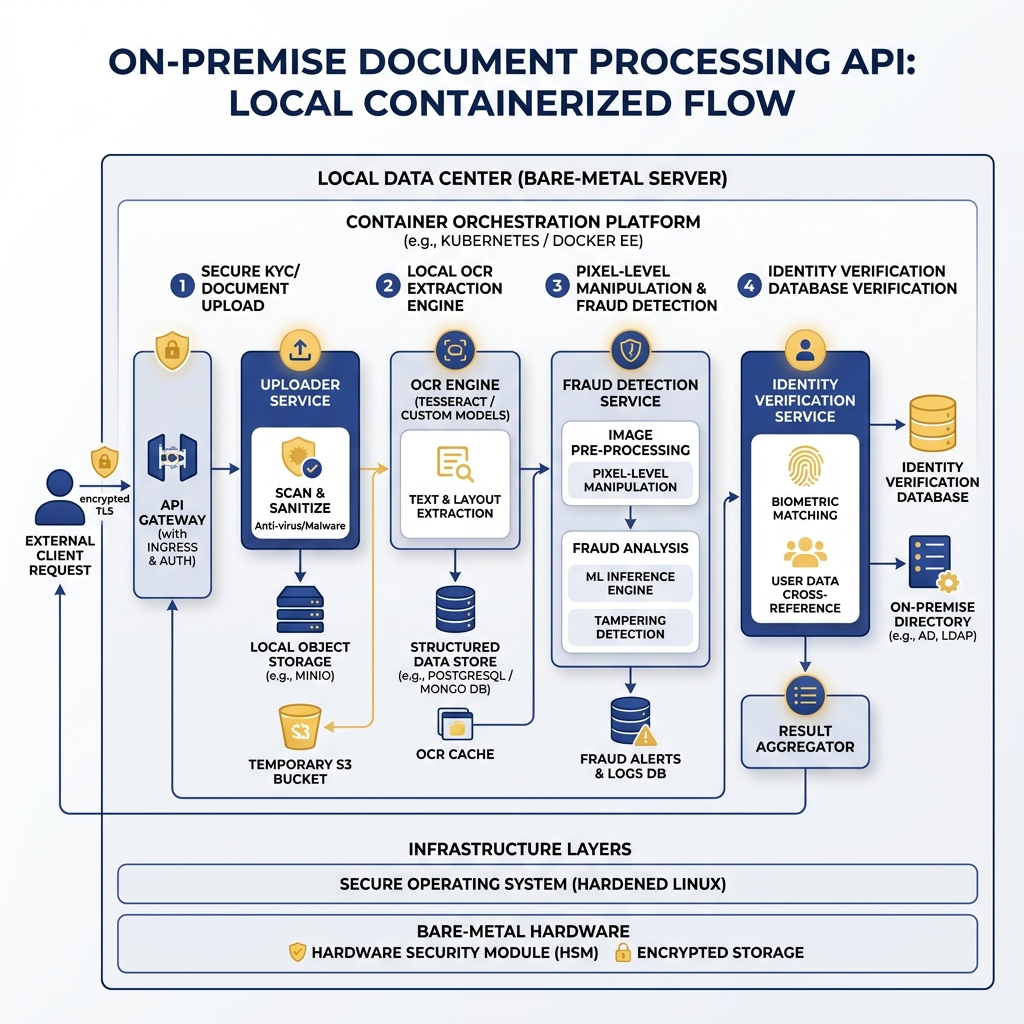 ON-PREMISE DOCUMENT PROCESSING API:
LOCAL CONTAINERIZED FLOW
LOCAL DATA CENTER (BARE-METAL SERVER)
CONTAINER ORCHESTRATION PLATFORM
(e.g., KUBERNETES / DOCKER EE)
1
SECURE KYC/
DOCUMENT
UPLOAD
2
LOCAL OCR
EXTRACTION
ENGINE
3
PIXEL-LEVEL
MANIPULATION &
FRAUD DETECTION
4
IDENTITY VERIFICATION
DATABASE VERIFICATION
EXTERNAL
CLIENT
REQUEST
encrypted
TLS
API
GATEWAY
(with
INGRESS
& AUTH)
UPLOADER
SERVICE
SCAN &
SANITIZE
Anti-virus/Malware
LOCAL OBJECT
STORAGE
(e.g., MINIO)
S3
TEMPORARY S3
BUCKET
OCR ENGINE
(TESSERACT /
CUSTOM MODELS)
TEXT & LAYOUT
EXTRACTION
STRUCTURED
DATA STORE
(e.g., POSTGRESQL /
MONGO DB)
OCR CACHE
FRAUD DETECTION
SERVICE
IMAGE
PRE-PROCESSING
PIXEL-LEVEL
MANIPULATION
FRAUD ANALYSIS
ML INFERENCE
ENGINE
TAMPERING
DETECTION
FRAUD ALERTS
& LOGS DB
IDENTITY
VERIFICATION
SERVICE
BIOMETRIC
MATCHING
USER DATA
CROSS-
REFERENCE
IDENTITY
VERIFICATION
DATABASE
ON-PREMISE
DIRECTORY
(e.g., AD, LDAP)
RESULT
AGGREGATOR
INFRASTRUCTURE LAYERS
SECURE OPERATING SYSTEM (HARDENED LINUX)
BARE-METAL HARDWARE
HARDWARE SECURITY MODULE (HSM)
ENCRYPTED STORAGE